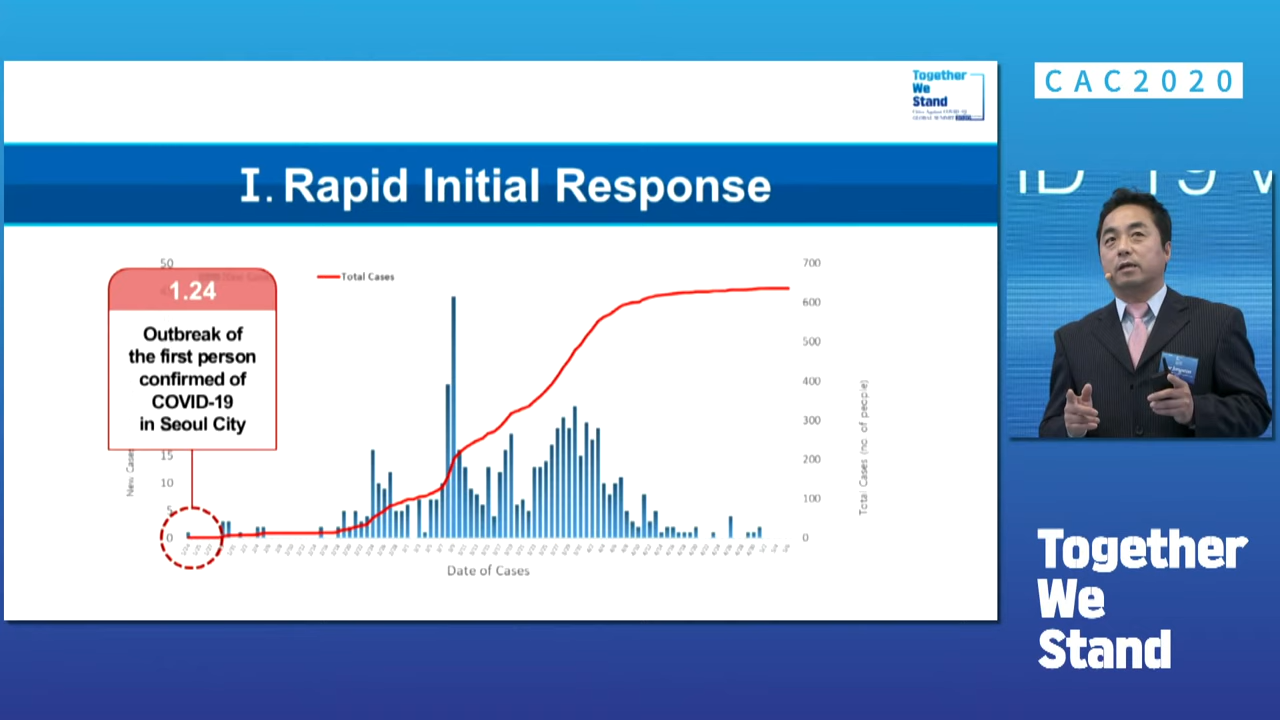 Together
We
Stand
CAC2020
I. Rapid Initial Response
50
Total Cases
700
1.24
Outbreak of
the first person
confirmed of
COVID-19
in Seoul City
600
500
400
300
200
100
0
15
10
5
0
New Cases
Total Cases (no. of people)
Date of Cases
ID-19
Together
We
Stand